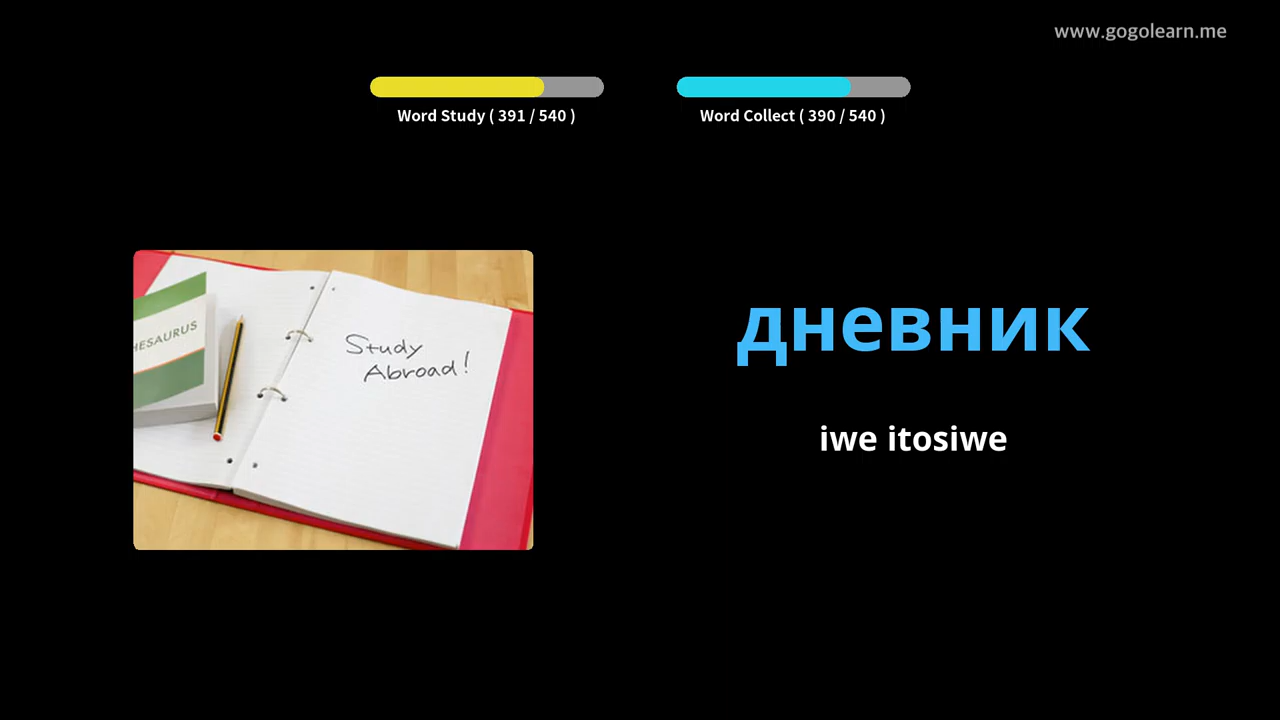 www.gogolearn.me
Word Study ( 391 / 540 )
Word Collect ( 390 / 540 )
HESAURUS
Study
Abroad!
дневник
iwe itosiwe